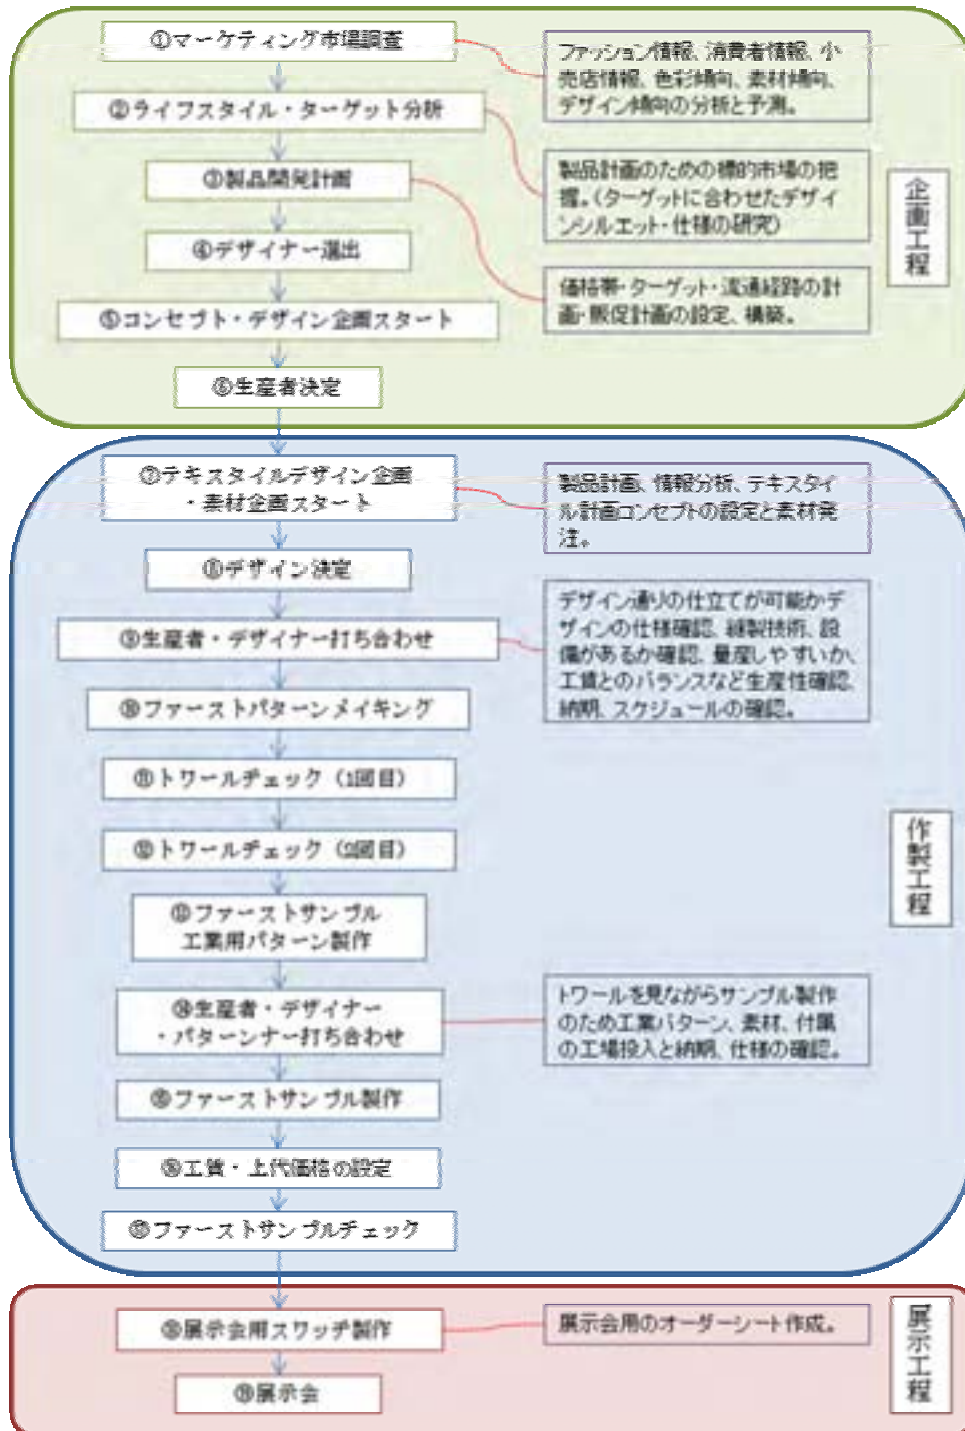 ①マーケティング市場調査
ファッション情報、消費者情報、小
売店情報、色彩傾向、素材傾向、
デザイン傾向の分析と予測。
②ライフスタイル・ターゲット分析
製品計画のための標的市場の把
握。(ターゲットに合わせたデザイ
ンシルエット・仕様の研究)
③製品開発計画
価格帯・ターゲット・流通経路の計
画・販促計画の設定、構築。
④デザイナー選出
⑤コンセプト・デザイン企画スタート
⑥生産者決定
企画工程
⑦テキスタイルデザイン企画
・素材企画スタート
製品計画、情報分析、テキスタイ
ル計画コンセプトの設定と素材発
注。
⑧デザイン決定
⑨生産者・デザイナー打ち合わせ
デザイン通りの仕立てが可能かデ
ザインの仕様確認、縫製技術、設
備があるか確認、量産しやすいか、
工賃とのバランスなど生産性確認、
納期、スケジュールの確認。
⑩ファーストパターンメイキング
⑪トワールチェック(1回目)
⑫トワールチェック(2回目)
⑬ファーストサンプル
工業用パターン製作
⑭生産者・デザイナー
・パターンナー打ち合わせ
トワールを見ながらサンプル製作
のため工業パターン、素材、付属
の工場投入と納期、仕様の確認。
⑮ファーストサンプル製作
⑯工賃・上代価格の設定
⑰ファーストサンプルチェック
作製工程
⑱展示会用スワッチ製作
展示会用のオーダーシート作成。
⑲展示会
展示工程